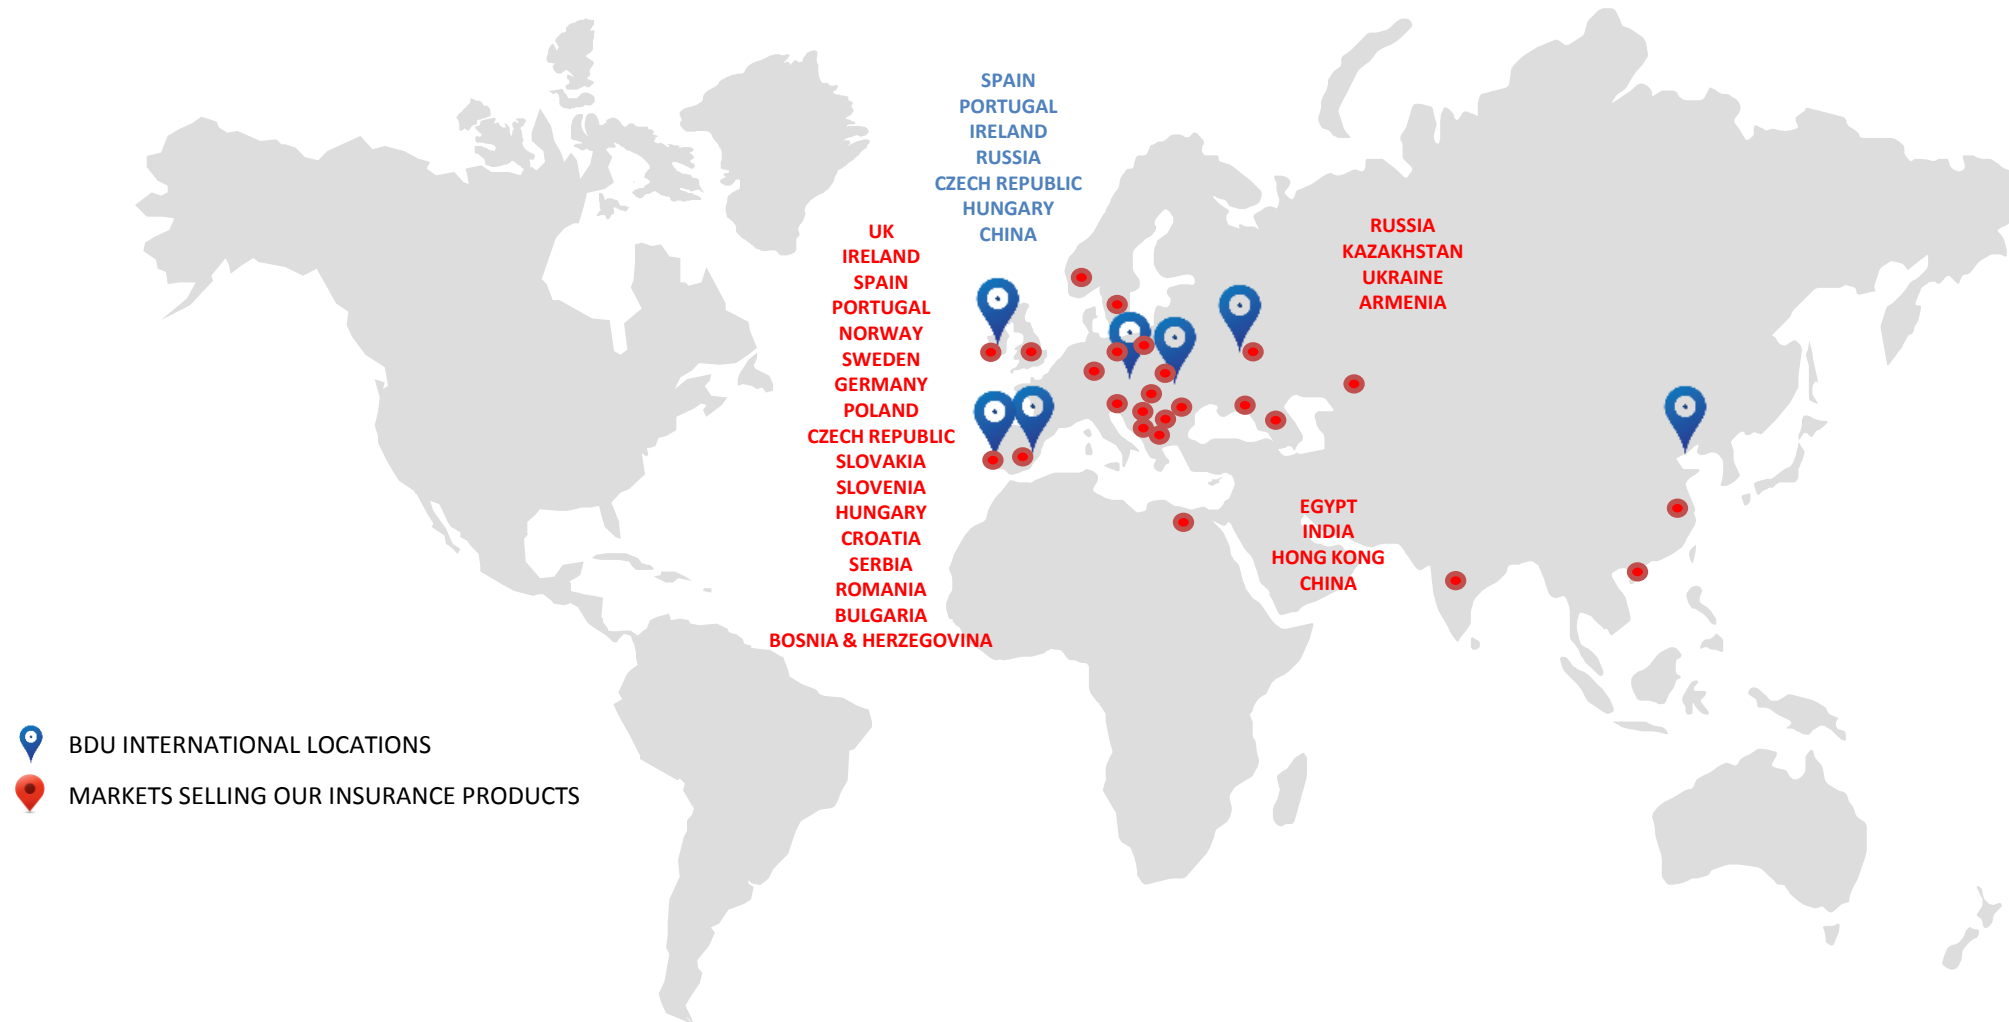 SPAIN
PORTUGAL
IRELAND
RUSSIA
CZECH REPUBLIC
HUNGARY
CHINA
UK
IRELAND
SPAIN
PORTUGAL
NORWAY
SWEDEN
GERMANY
POLAND
CZECH REPUBLIC
SLOVAKIA
SLOVENIA
HUNGARY
CROATIA
SERBIA
ROMANIA
BULGARIA
BOSNIA & HERZEGOVINA
RUSSIA
KAZAKHSTAN
UKRAINE
ARMENIA
EGYPT
INDIA
HONG KONG
CHINA
BDU INTERNATIONAL LOCATIONS
MARKETS SELLING OUR INSURANCE PRODUCTS